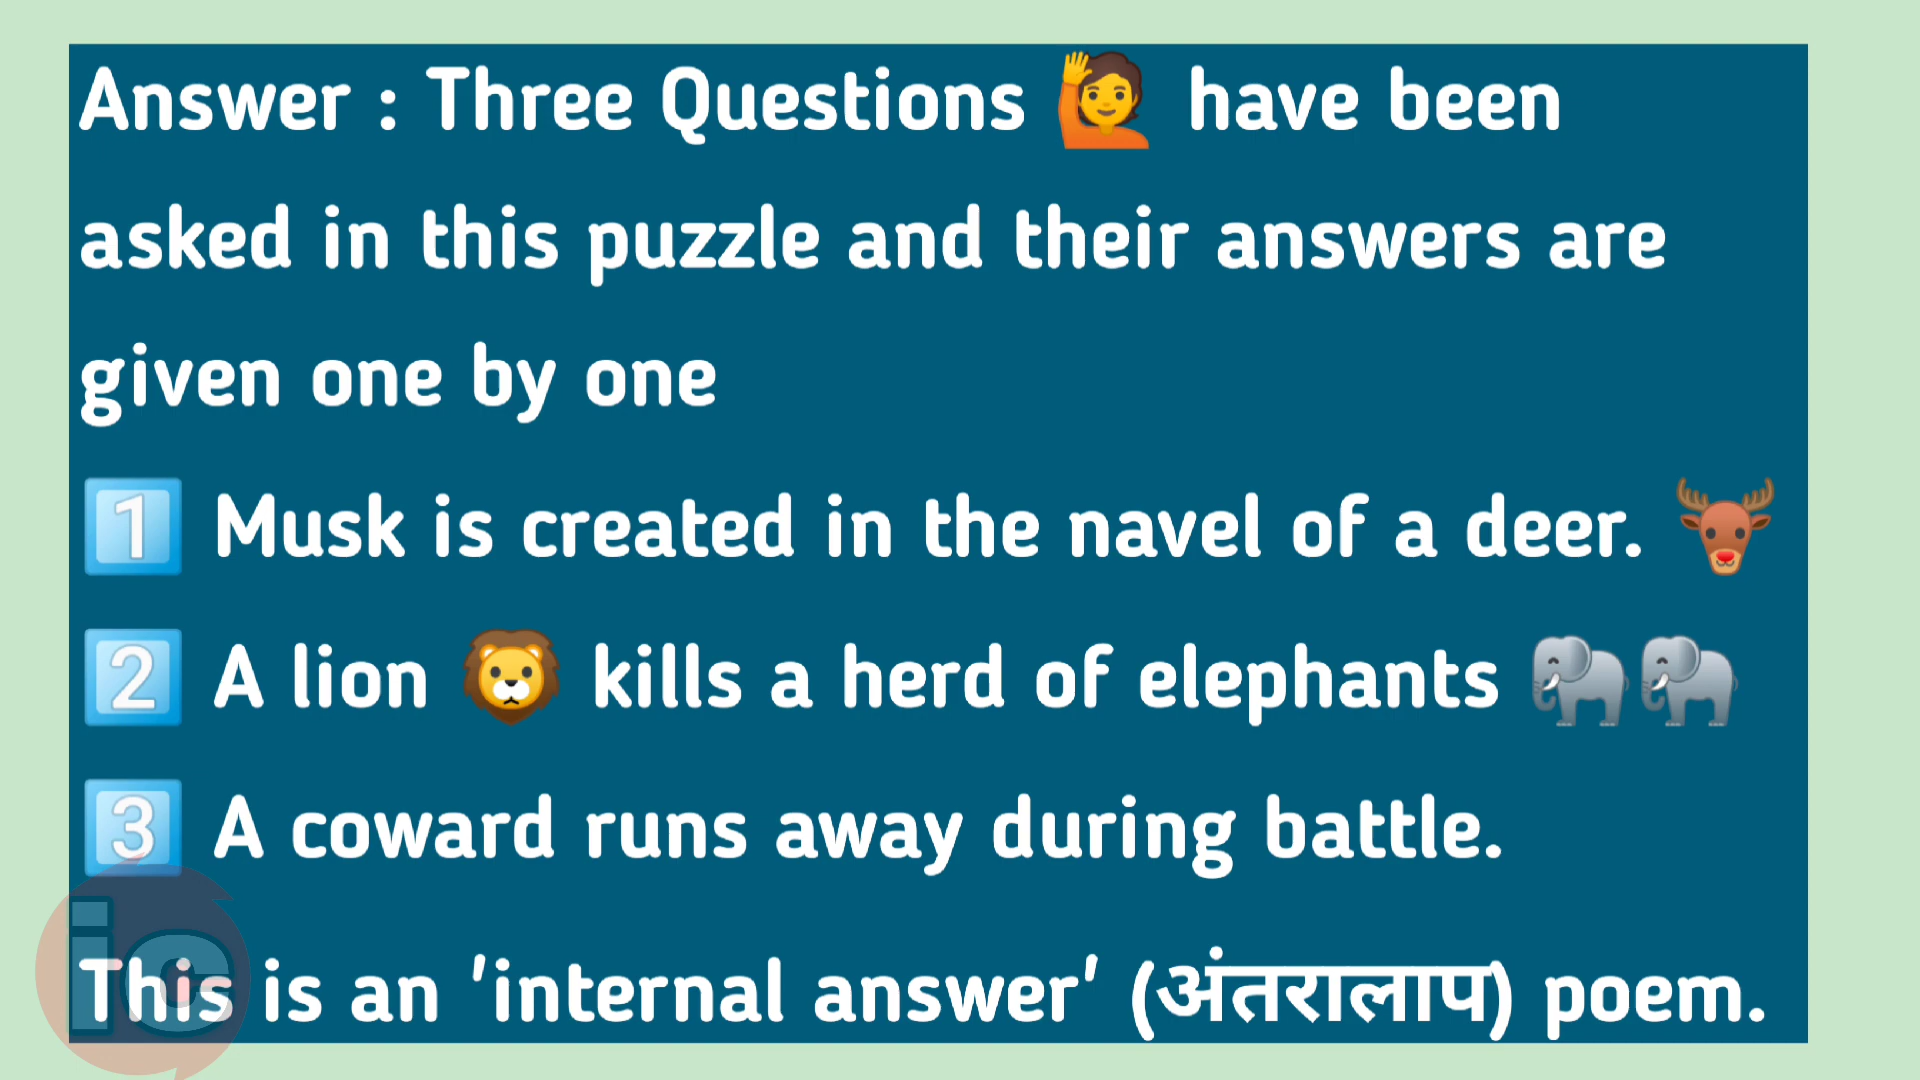 Answer : Three Questions 🙋 have been
asked in this puzzle and their answers are
given one by one
1️⃣ Musk is created in the navel of a deer. 🦌
2️⃣ A lion 🦁 kills a herd of elephants 🐘🐘
3️⃣ A coward runs away during battle.
This is an 'internal answer' (अंतरालाप) poem.
ic